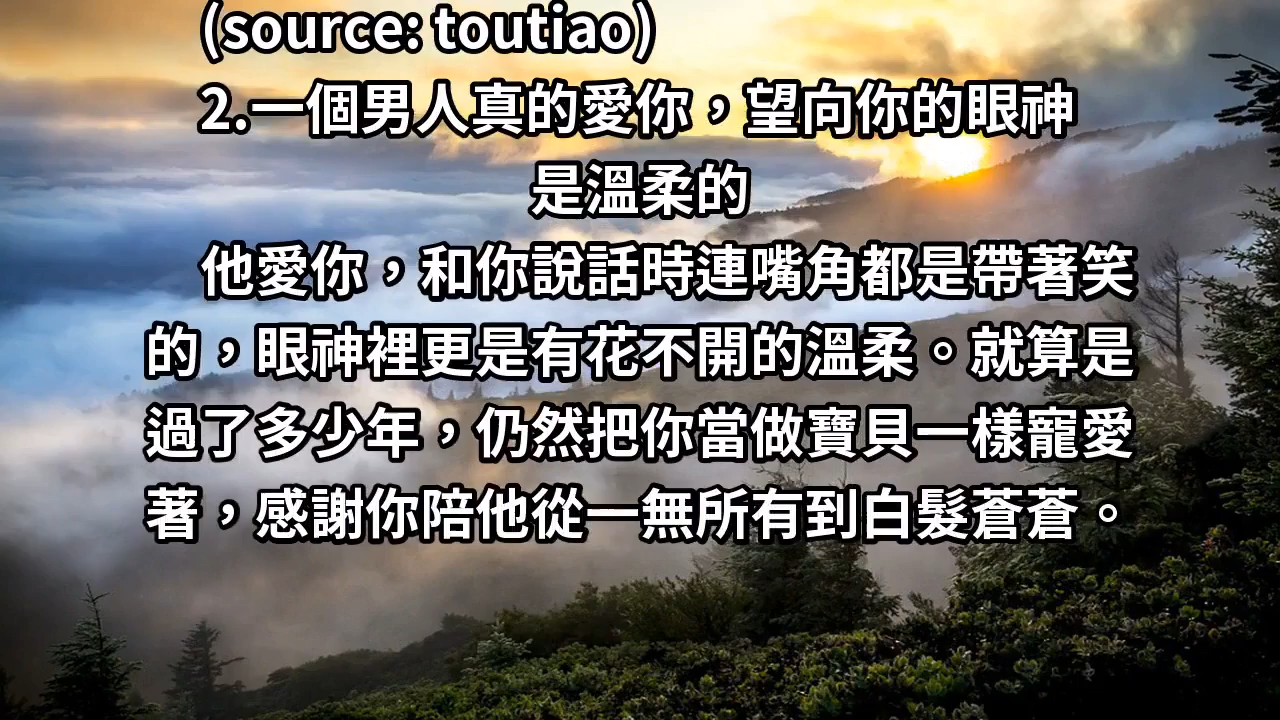 (source: toutiao)
2.一個男人真的愛你，望向你的眼神
是溫柔的
他愛你，和你說話時連嘴角都是帶著笑
的，眼神裡更是有花不開的溫柔。就算是
過了多少年，仍然把你當做寶貝一樣寵愛
著，感謝你陪他從一無所有到白髮蒼蒼。